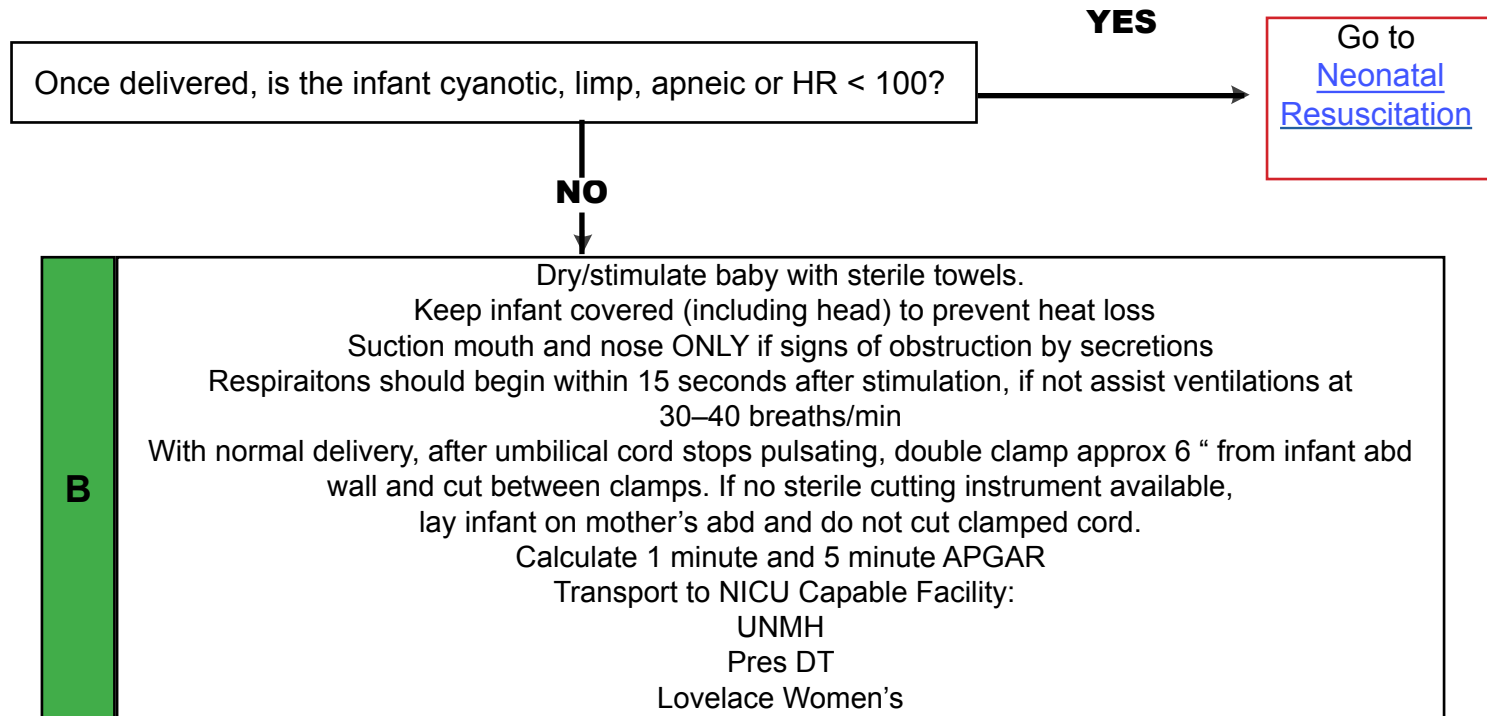 YES
Once delivered, is the infant cyanotic, limp, apneic or HR < 100?
Go to
Neonatal
Resuscitation
NO
B
Dry/stimulate baby with sterile towels.
Keep infant covered (including head) to prevent heat loss
Suction mouth and nose ONLY if signs of obstruction by secretions
Respiraitons should begin within 15 seconds after stimulation, if not assist ventilations at
30–40 breaths/min
With normal delivery, after umbilical cord stops pulsating, double clamp approx 6 “ from infant abd
wall and cut between clamps. If no sterile cutting instrument available,
lay infant on mother’s abd and do not cut clamped cord.
Calculate 1 minute and 5 minute APGAR
Transport to NICU Capable Facility:
UNMH
Pres DT
Lovelace Women’s